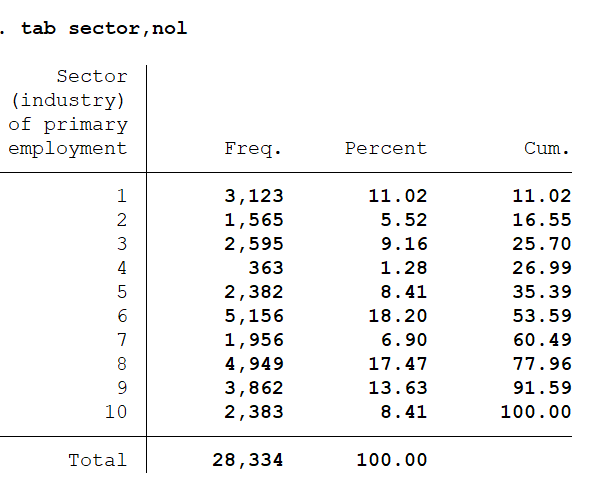 . tab sector,nol
Sector
(industry)
of primary
employment Freq. Percent Cum.
1 3,123 11.02 11.02
2 1,565 5.52 16.55
3 2,595 9.16 25.70
4 363 1.28 26.99
5 2,382 8.41 35.39
6 5,156 18.20 53.59
7 1,956 6.90 60.49
8 4,949 17.47 77.96
9 3,862 13.63 91.59
10 2,383 8.41 100.00
Total 28,334 100.00